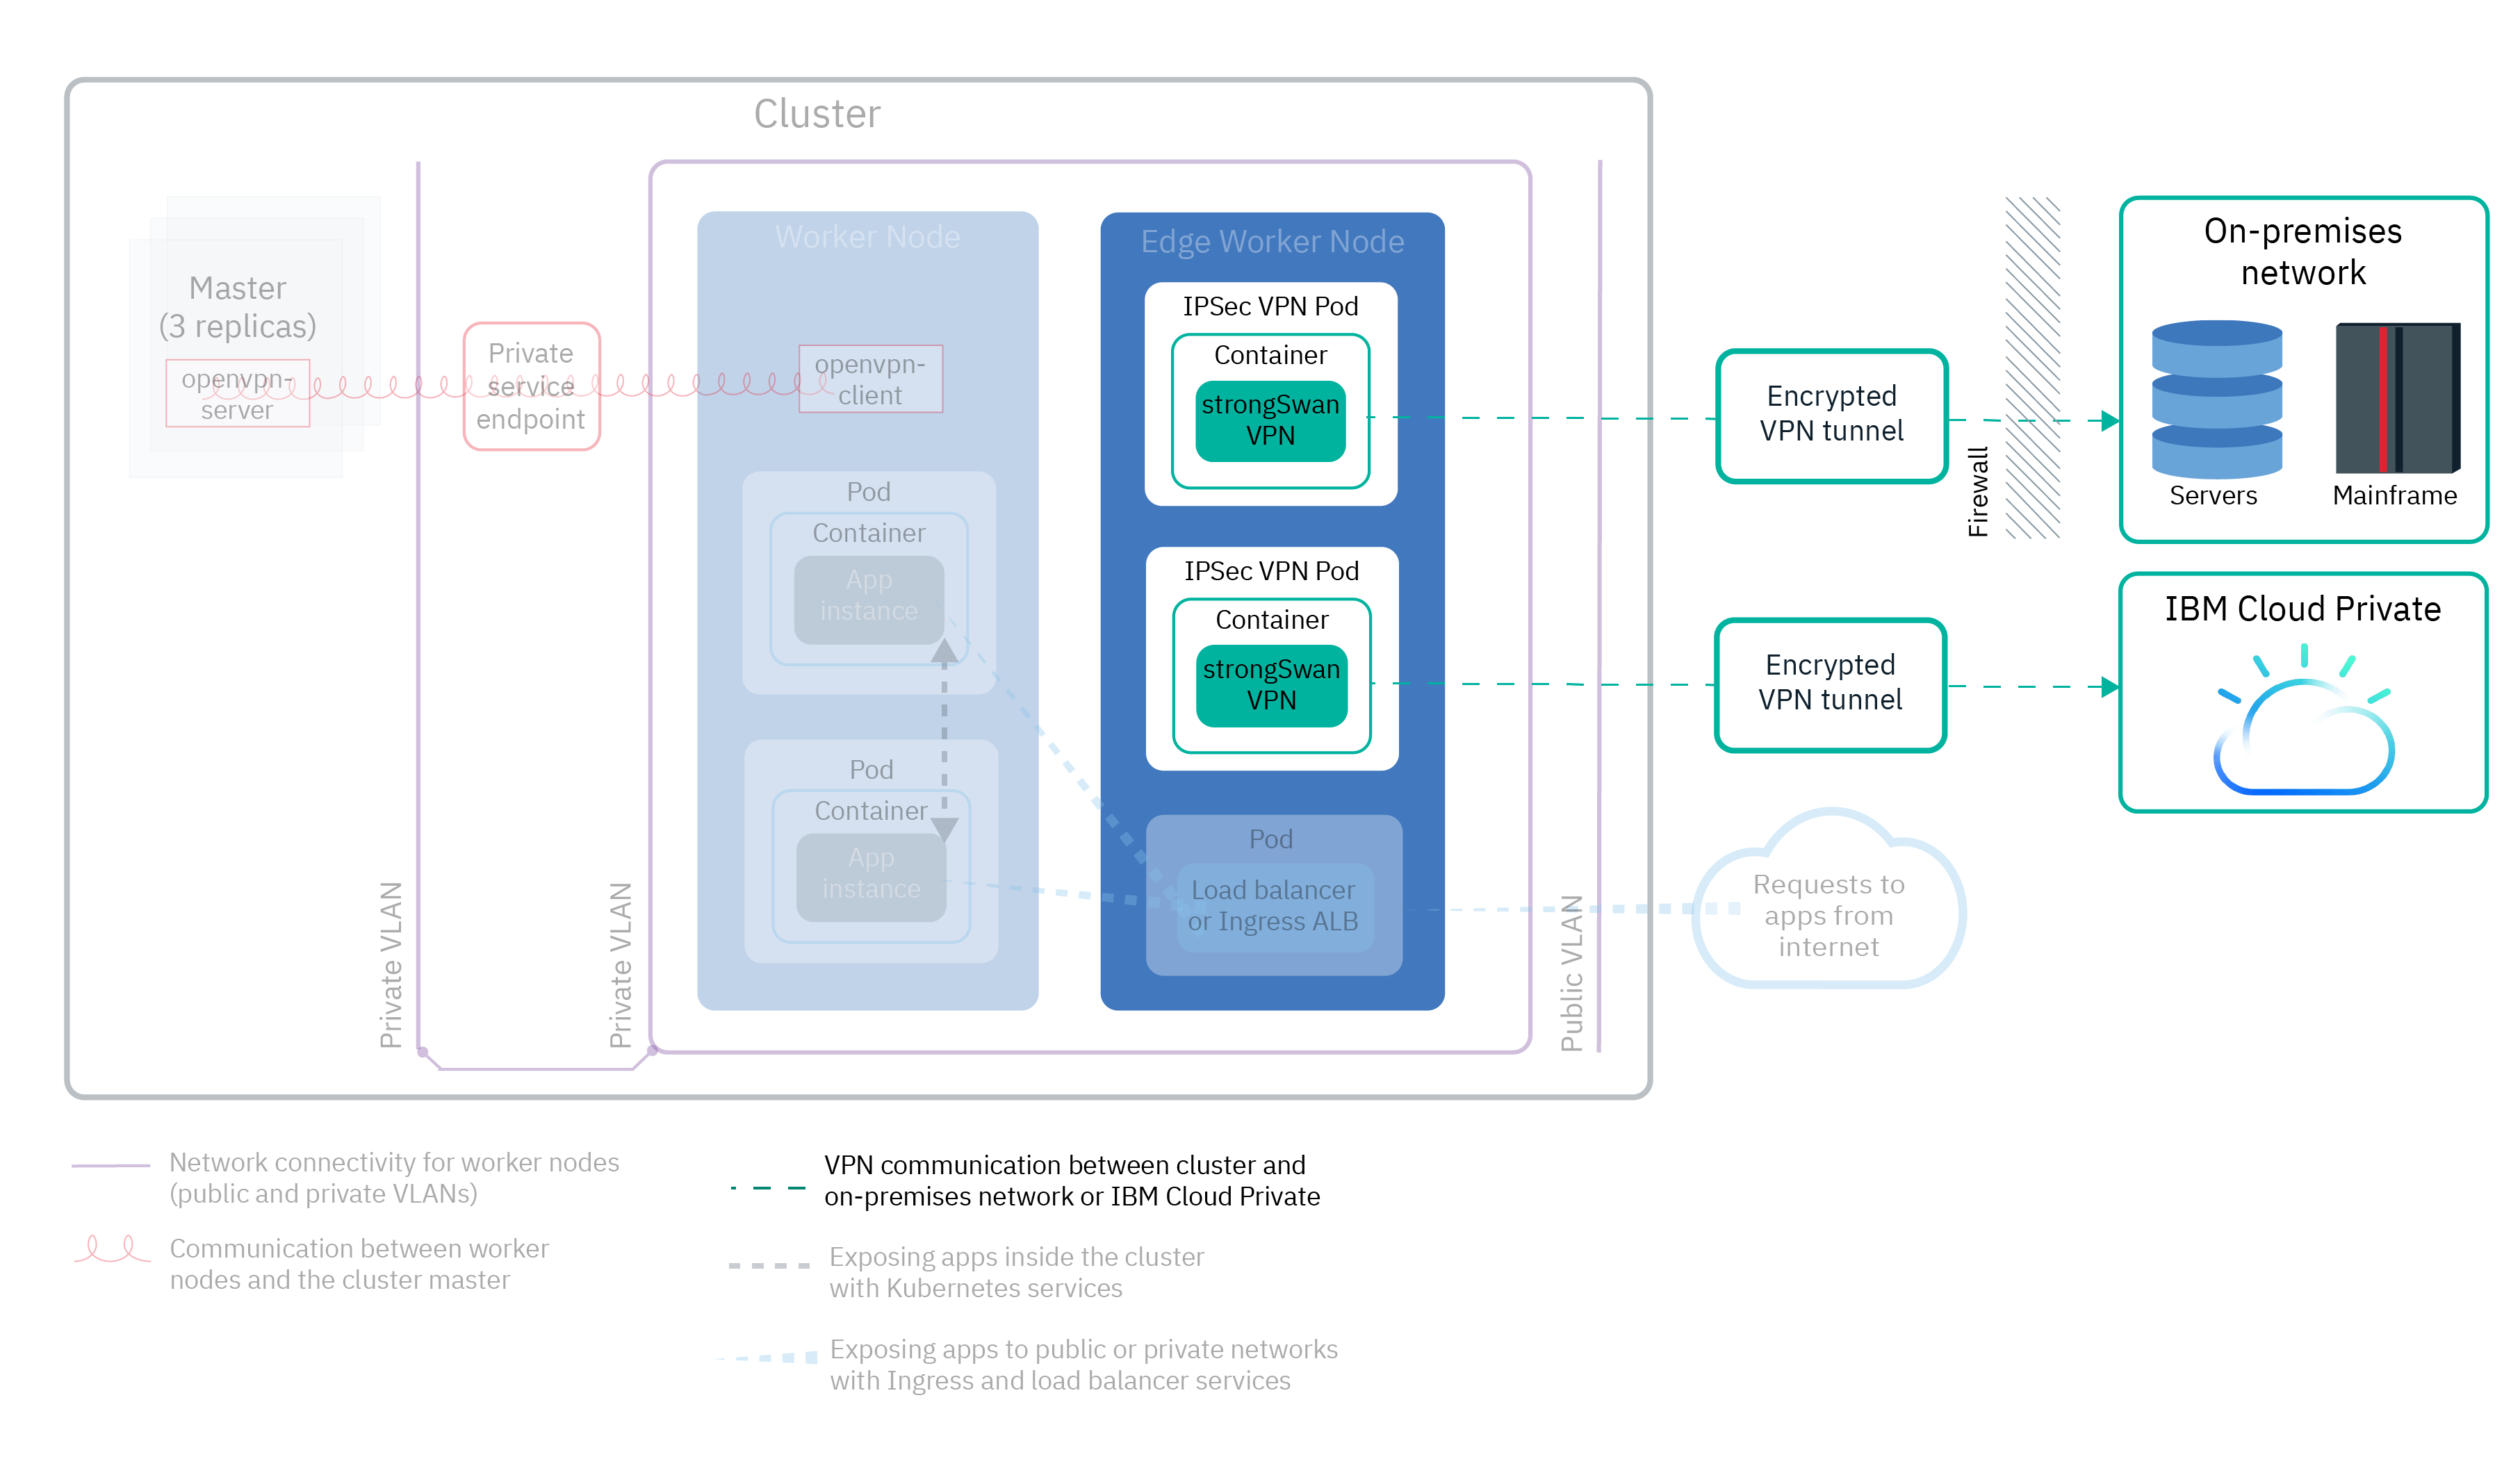 Cluster
Master
(3 replicas)
openvpn-
server
Private
service
endpoint
Private VLAN
Private VLAN
Worker Node
openvpn-
client
Pod
Container
App
instance
Pod
Container
App
instance
Edge Worker Node
IPSec VPN Pod
Container
strongSwan
VPN
IPSec VPN Pod
Container
strongSwan
VPN
Pod
Load balancer
or Ingress ALB
Public VLAN
Encrypted
VPN tunnel
Encrypted
VPN tunnel
Firewall
On-premises
network
Servers
Mainframe
IBM Cloud Private
Requests to
apps from
internet
Network connectivity for worker nodes
(public and private VLANs)
Communication between worker
nodes and the cluster master
VPN communication between cluster and
on-premises network or IBM Cloud Private
Exposing apps inside the cluster
with Kubernetes services
Exposing apps to public or private networks
with Ingress and load balancer services